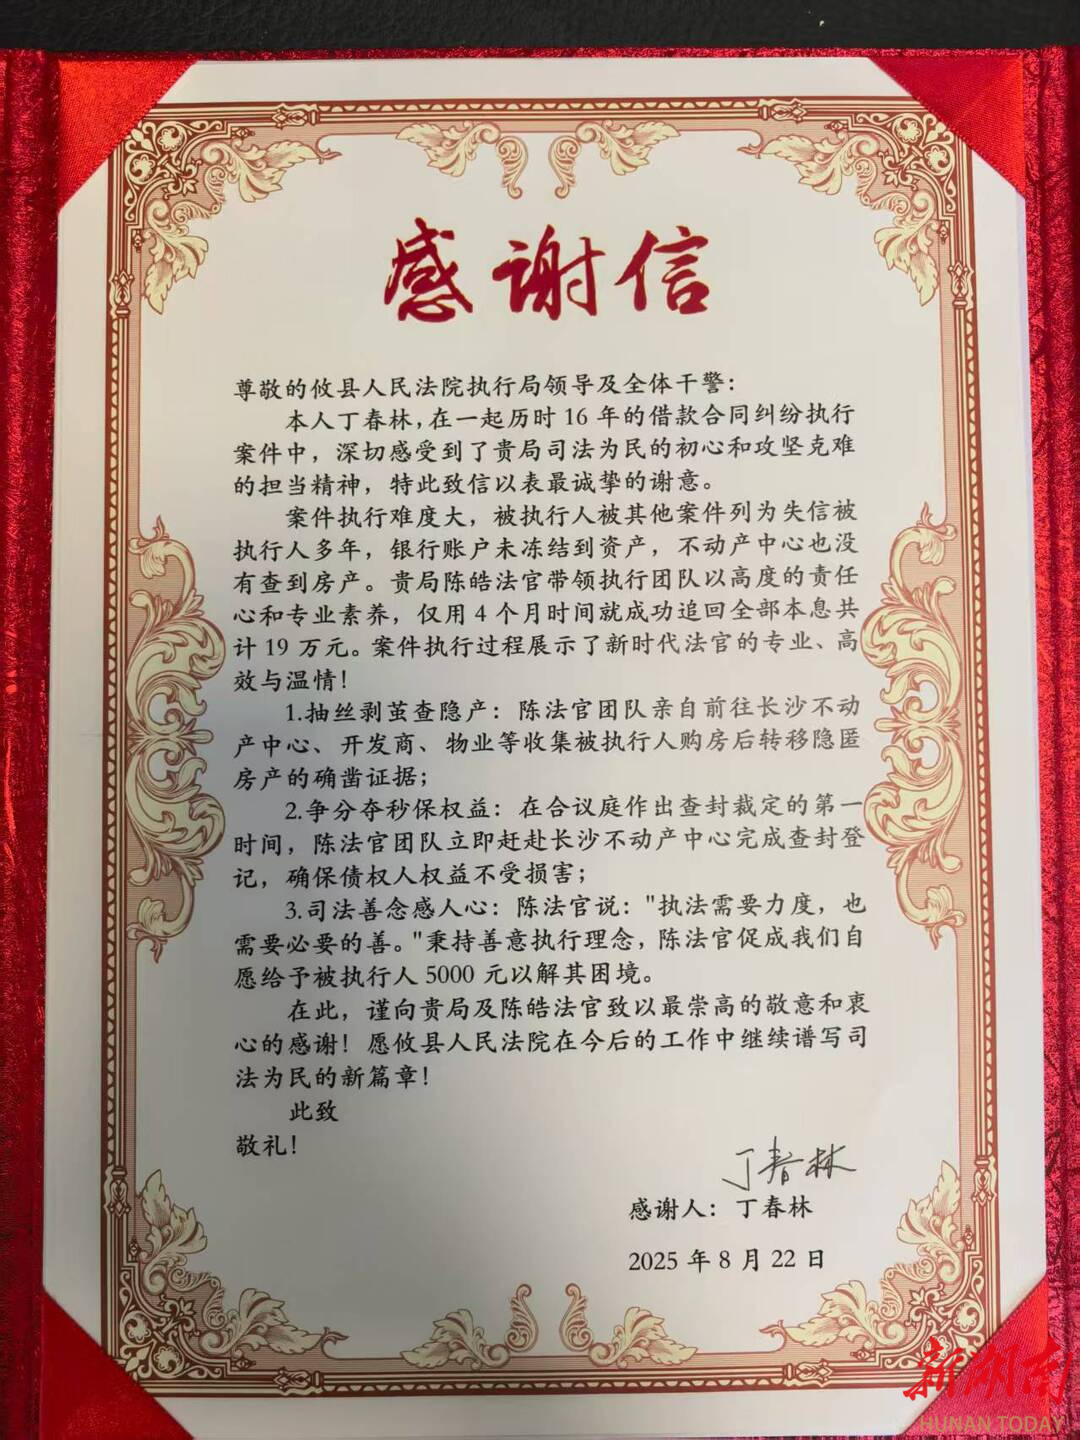 感谢信
尊敬的攸县人民法院执行局领导及全体干警：
本人丁春林，在一起历时 16 年的借款合同纠纷执行
案件中，深切感受到了贵局司法为民的初心和攻坚克难
的担当精神，特此致信以表最诚挚的谢意。
案件执行难度大，被执行人被其他案件列为失信被
执行人多年，银行账户未冻结到资产，不动产中心也没
有查到房产。贵局陈皓法官带领执行团队以高度的责任
心和专业素养，仅用 4 个月时间就成功追回全部本息共
计 19 万元。案件执行过程展示了新时代法官的专业、高
效与温情！
1.抽丝剥茧查隐产：陈法官团队亲自前往长沙不动
产中心、开发商、物业等收集被执行人购房后转移隐匿
房产的确凿证据；
2.争分夺秒保权益：在合议庭作出查封裁定的第一
时间，陈法官团队立即赶赴长沙不动产中心完成查封登
记，确保债权人权益不受损害；
3.司法善念感人心：陈法官说："执法需要力度，也
需要必要的善。"秉持善意执行理念，陈法官促成我们自
愿给予被执行人 5000 元以解其困境。
在此，谨向贵局及陈皓法官致以最崇高的敬意和衷
心的感谢！愿攸县人民法院在今后的工作中继续谱写司
法为民的新篇章！
此致
敬礼！
丁春林
感谢人：丁春林
2025 年 8 月 22 日
新湖南
HUNAN TODAY